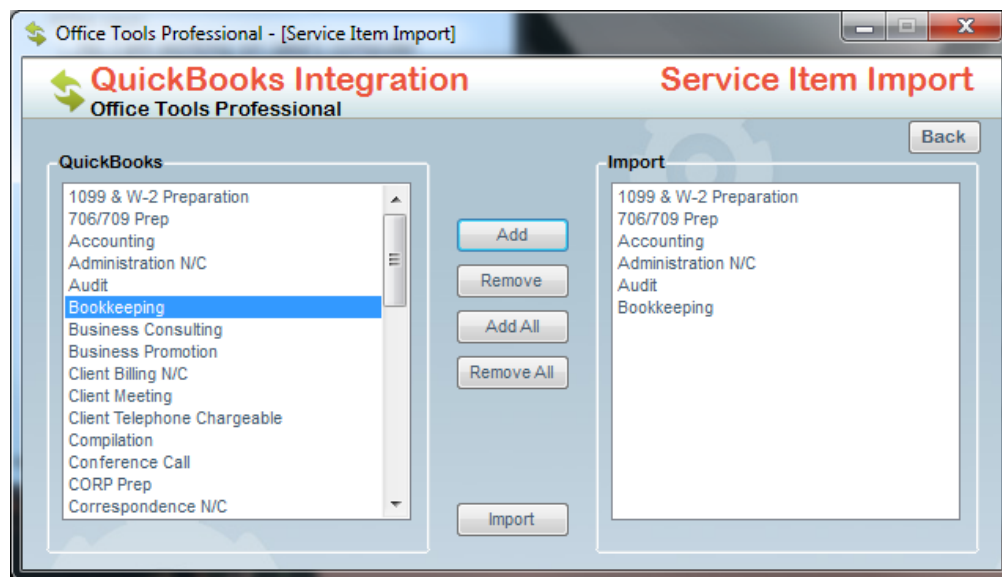 Office Tools Professional - [Service Item Import]
X
QuickBooks Integration
Service Item Import
Office Tools Professional
Back
QuickBooks
1099 & W-2 Preparation
706/709 Prep
Accounting
Administration N/C
Audit
Bookkeeping
Business Consulting
Business Promotion
Client Billing N/C
Client Meeting
Client Telephone Chargeable
Compilation
Conference Call
CORP Prep
Correspondence N/C
Add
Remove
Add All
Remove All
Import
Import
1099 & W-2 Preparation
706/709 Prep
Accounting
Administration N/C
Audit
Bookkeeping